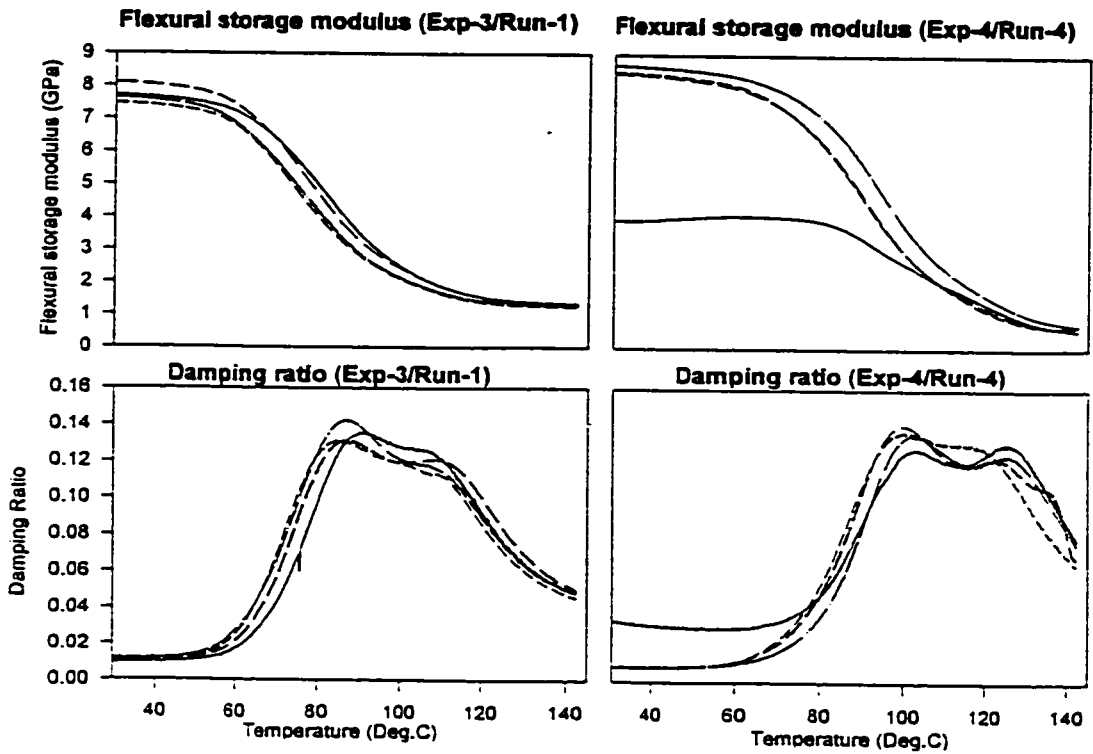 Flexural storage modulus (Exp-3/Run-1)
Flexural storage modulus (Exp-4/Run-4)
Flexural storage modulus (GPa)
9
8
7
6
5
4
3
2
1
0
Damping ratio (Exp-3/Run-1)
Damping ratio (Exp-4/Run-4)
Damping Ratio
0.16
0.14
0.12
0.10
0.08
0.06
0.04
0.02
0.00
40 60 80 100 120 140
40 60 80 100 120 140
Temperature (Deg.C)
Temperature (Deg.C)